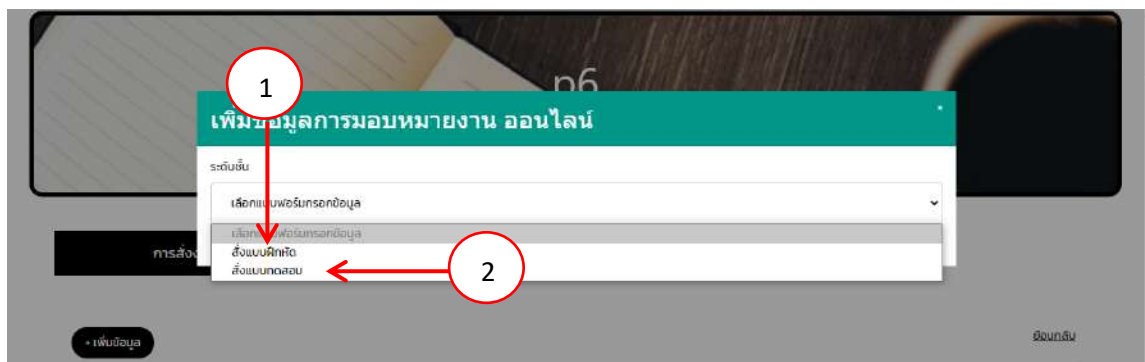 p6
1
เพิ่มข้อมูลการมอบหมายงาน ออนไลน์
ระดับชั้น
เลือกแบบฟอร์มกรอกข้อมูล
เลือกแบบฟอร์มกรอกข้อมูล
สั่งแบบฝึกหัด
การสั่ง
สั่งแบบทดสอบ
2
+ เพิ่มข้อมูล
ย้อนกลับ